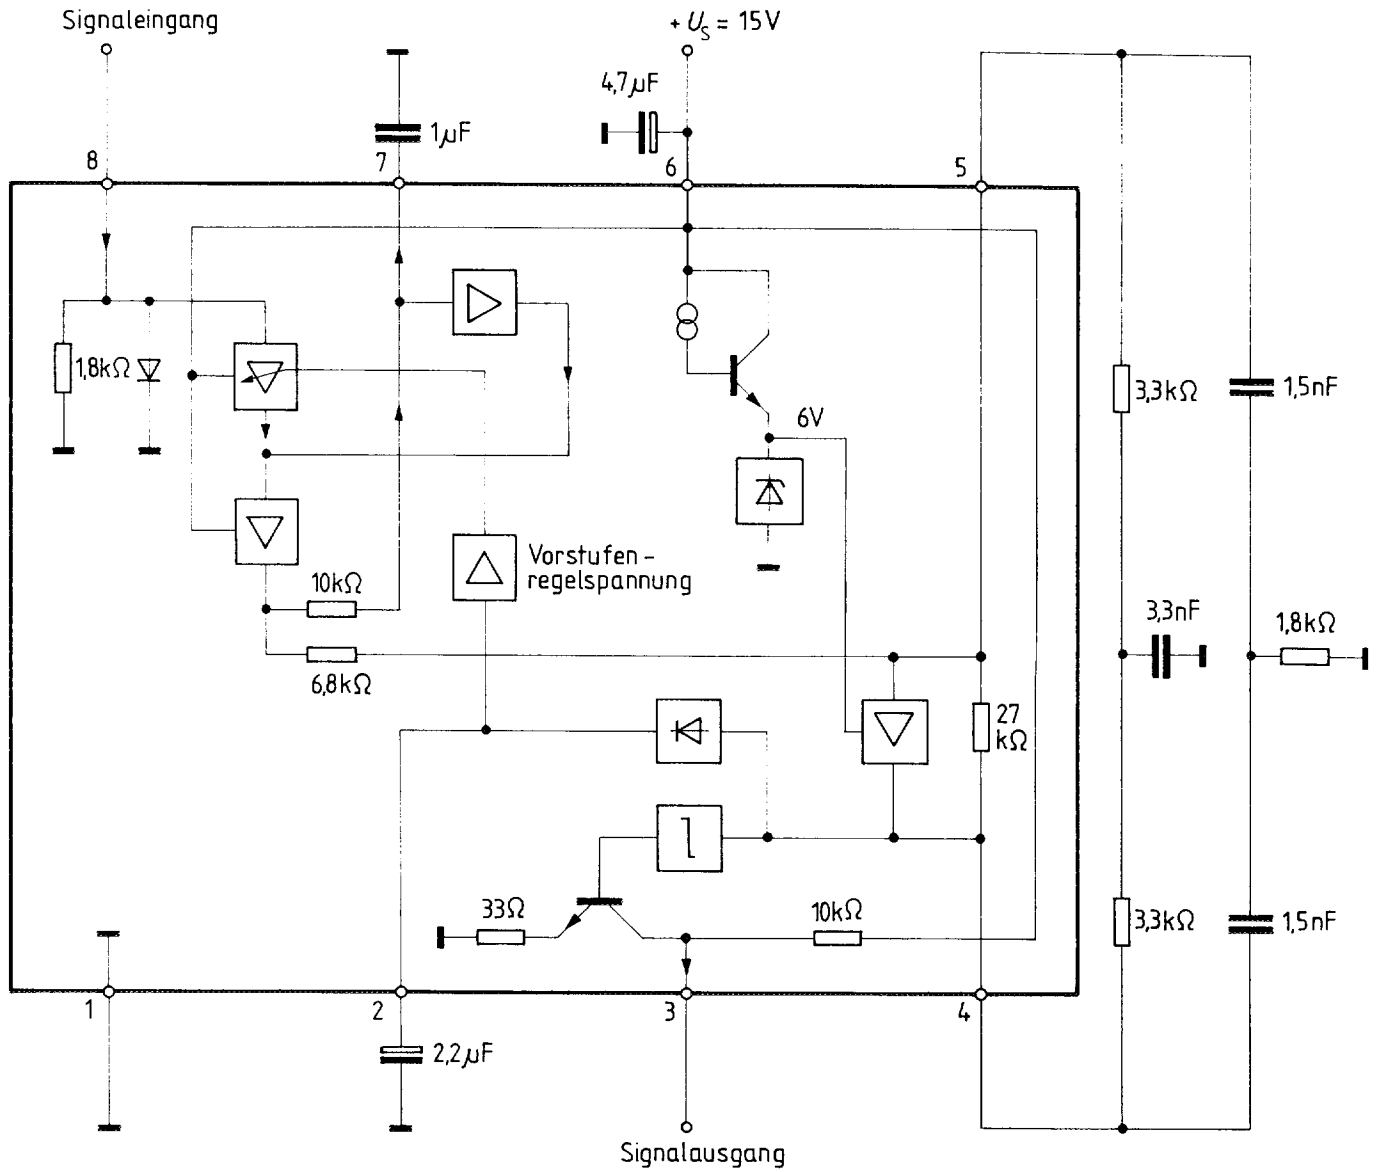 Signaleingang
+ U_S = 15V
4,7µF
1µF
8
7
6
5
1,8kΩ
3,3kΩ
1,5nF
6V
Vorstufen-
regelspannung
10kΩ
6,8kΩ
3,3nF
1,8kΩ
27
kΩ
33Ω
10kΩ
3,3kΩ
1,5nF
1
2
3
4
2,2µF
Signalausgang